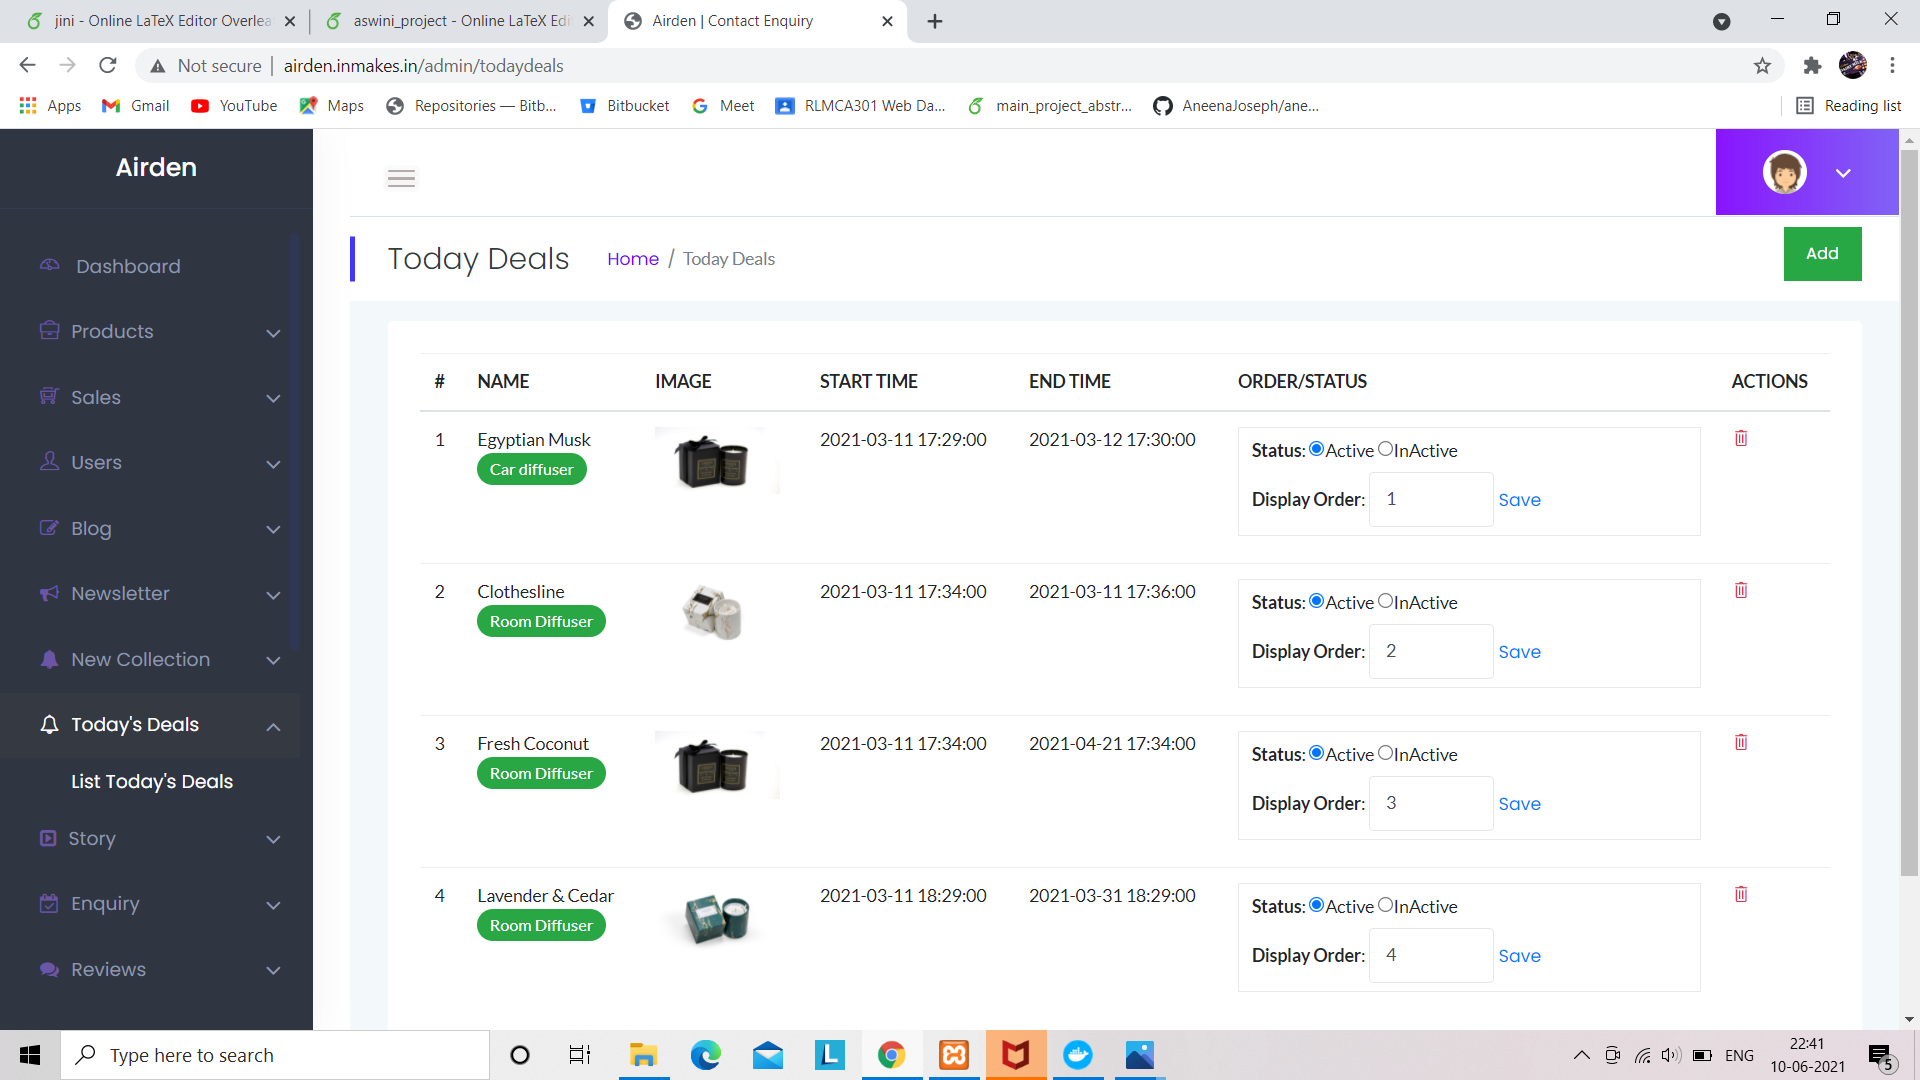 jini - Online LaTeX Editor Overlea
aswini_project - Online LaTeX Edi
Airden | Contact Enquiry
Not secure | airden.inmakes.in/admin/todaydeals
Apps
Gmail
YouTube
Maps
Repositories — Bitb...
Bitbucket
Meet
RLMCA301 Web Da...
main_project_abstr...
AneenaJoseph/ane...
Reading list
Airden
Dashboard
Products
Sales
Users
Blog
Newsletter
New Collection
Today's Deals
List Today's Deals
Story
Enquiry
Reviews
Today Deals
Home / Today Deals
Add
# NAME IMAGE START TIME END TIME ORDER/STATUS ACTIONS
1 Egyptian Musk 2021-03-11 17:29:00 2021-03-12 17:30:00
Car diffuser
Status: Active InActive
Display Order: 1 Save
2 Clothesline 2021-03-11 17:34:00 2021-03-11 17:36:00
Room Diffuser
Status: Active InActive
Display Order: 2 Save
3 Fresh Coconut 2021-03-11 17:34:00 2021-04-21 17:34:00
Room Diffuser
Status: Active InActive
Display Order: 3 Save
4 Lavender & Cedar 2021-03-11 18:29:00 2021-03-31 18:29:00
Room Diffuser
Status: Active InActive
Display Order: 4 Save
Type here to search
L
ENG
22:41
10-06-2021
5